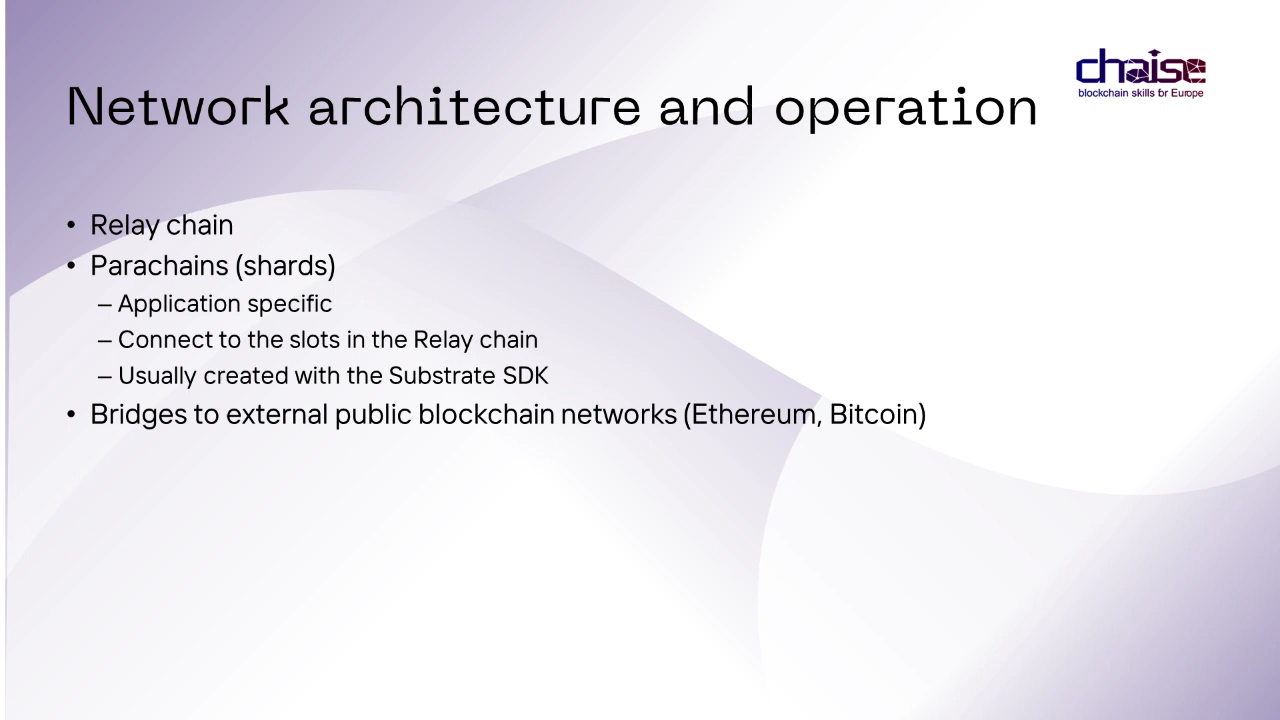 chaise
blockchain skills for Europe
Network architecture and operation
• Relay chain
• Parachains (shards)
– Application specific
– Connect to the slots in the Relay chain
– Usually created with the Substrate SDK
• Bridges to external public blockchain networks (Ethereum, Bitcoin)